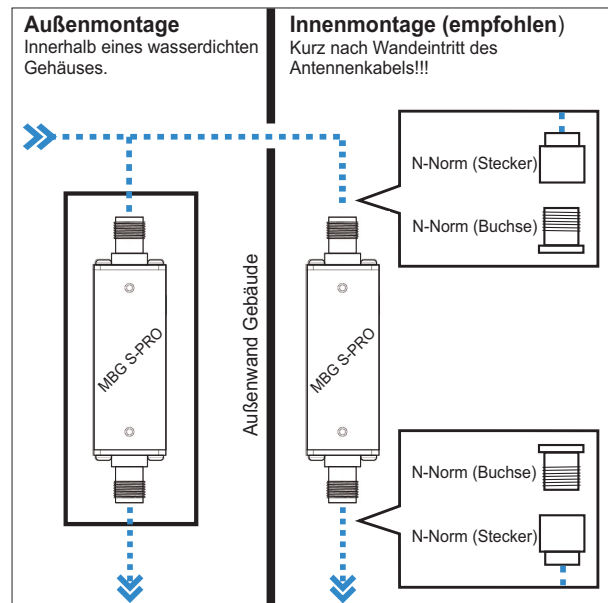 Außenmontage
Innerhalb eines wasserdichten
Gehäuses.
Innenmontage (empfohlen)
Kurz nach Wandeintritt des
Antennenkabels!!!
N-Norm (Stecker)
N-Norm (Buchse)
MBG S-PRO
Außenwand Gebäude
MBG S-PRO
N-Norm (Buchse)
N-Norm (Stecker)